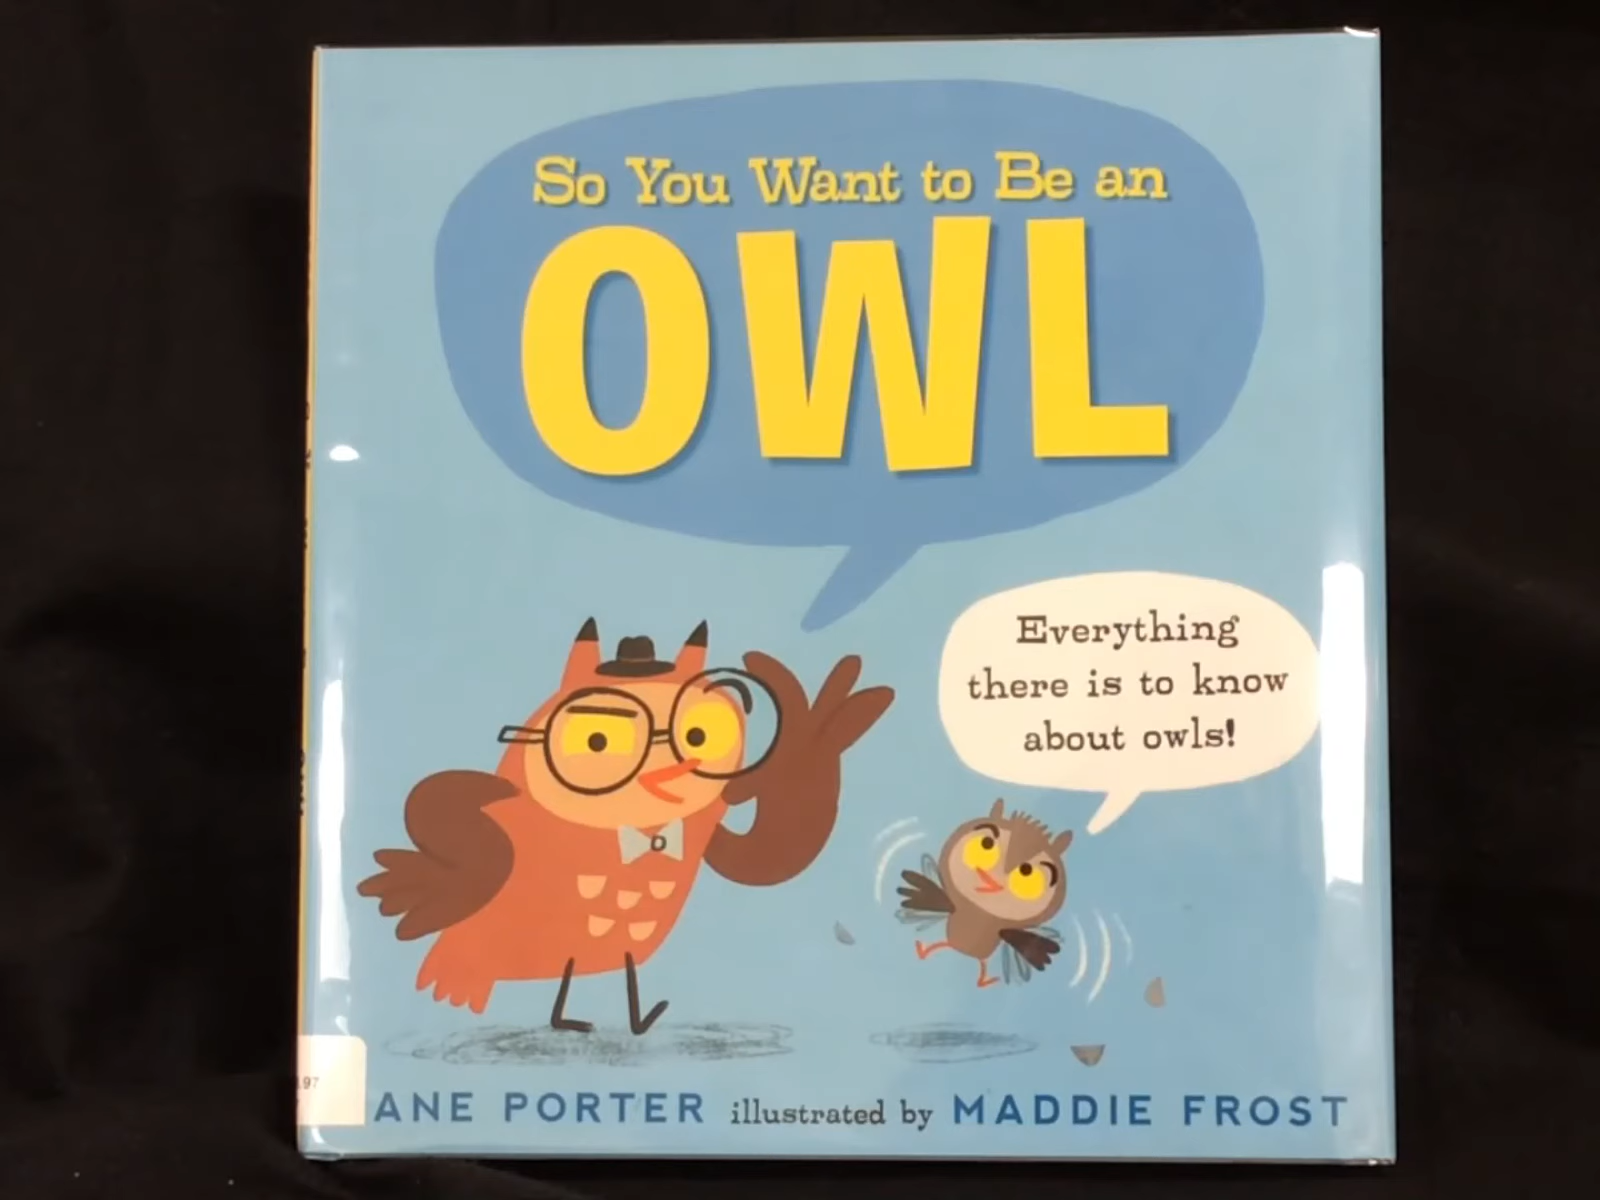 So You Want to Be an
OWL
Everything
there is to know
about owls!
ANE PORTER illustrated by MADDIE FROST
97